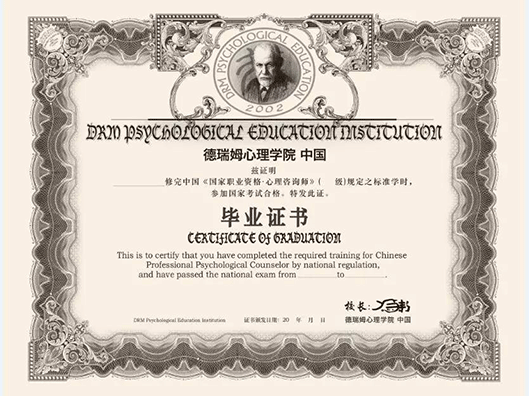 DRM PSYCHOLOGICAL EDUCATION
2002
DRM PSYCHOLOGICAL EDUCATION INSTITUTION
德瑞姆心理学院 中国
兹证明
修完中国《国家职业资格·心理咨询师》( 级)规定之标准学时,
参加国家考试合格。特发此证。
毕业证书
CERTIFICATE OF GRADUATION
This is to certify that you have completed the required training for Chinese
Professional Psychological Counselor by national regulation,
and have passed the national exam from to .
校长:
DRM Psychological Education Institution 证书颁发日期: 20 年 月 日 德瑞姆心理学院 中国